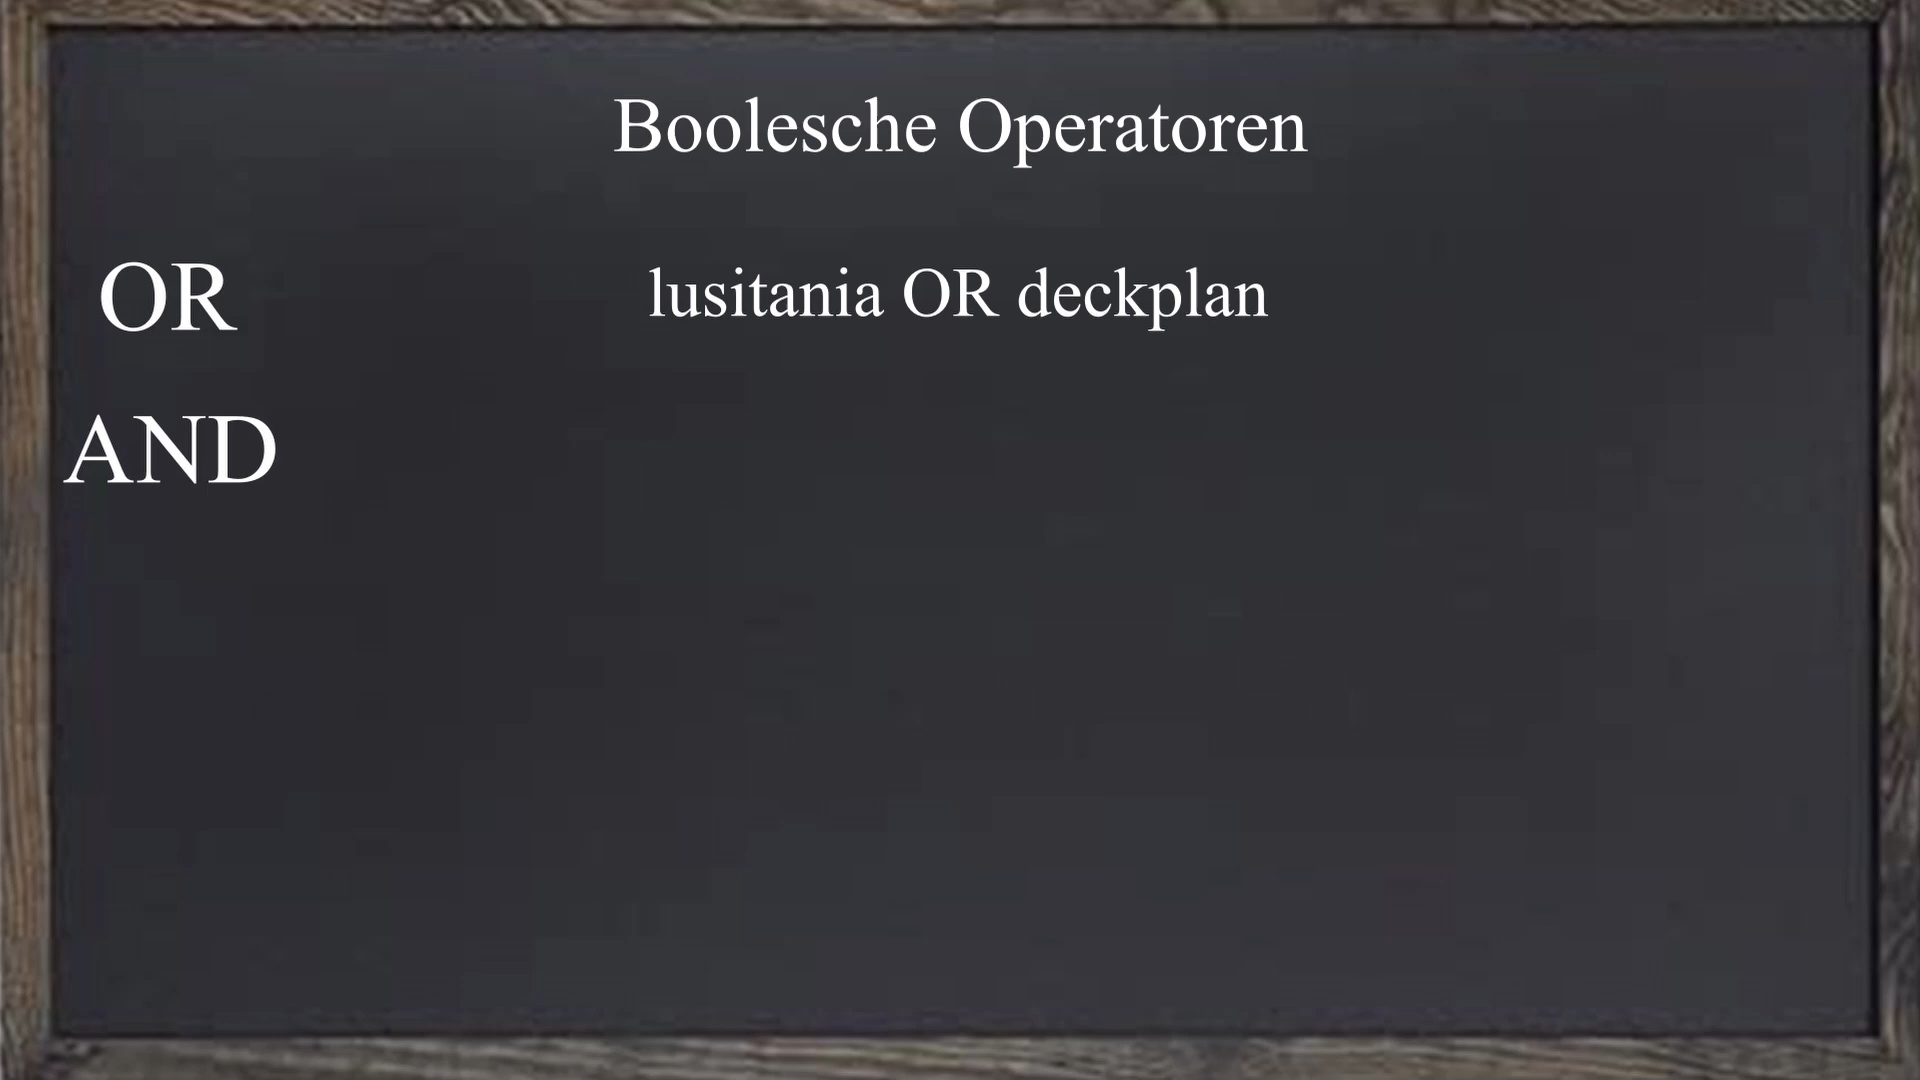 Boolesche Operatoren
OR
lusitania OR deckplan
AND